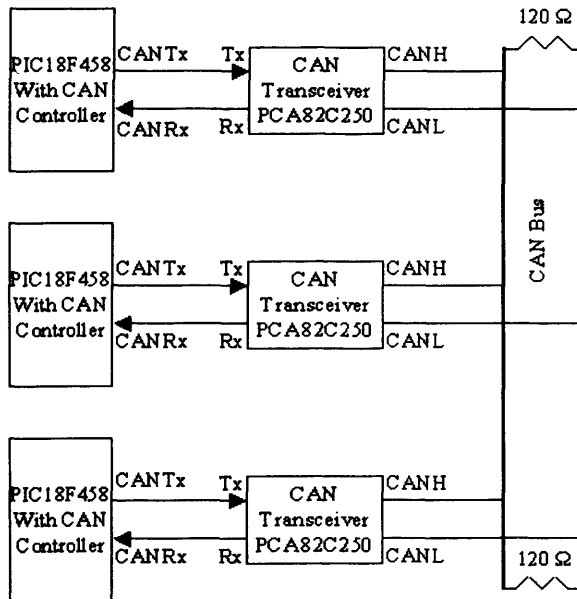 120 Ω
PIC18F458
With CAN
Controller
CANTx
Tx
CANRx
Rx
CAN
Transceiver
PCA82C250
CANH
CANL
CAN Bus
PIC18F458
With CAN
Controller
CANTx
Tx
CANRx
Rx
CAN
Transceiver
PCA82C250
CANH
CANL
PIC18F458
With CAN
Controller
CANTx
Tx
CANRx
Rx
CAN
Transceiver
PCA82C250
CANH
CANL
120 Ω